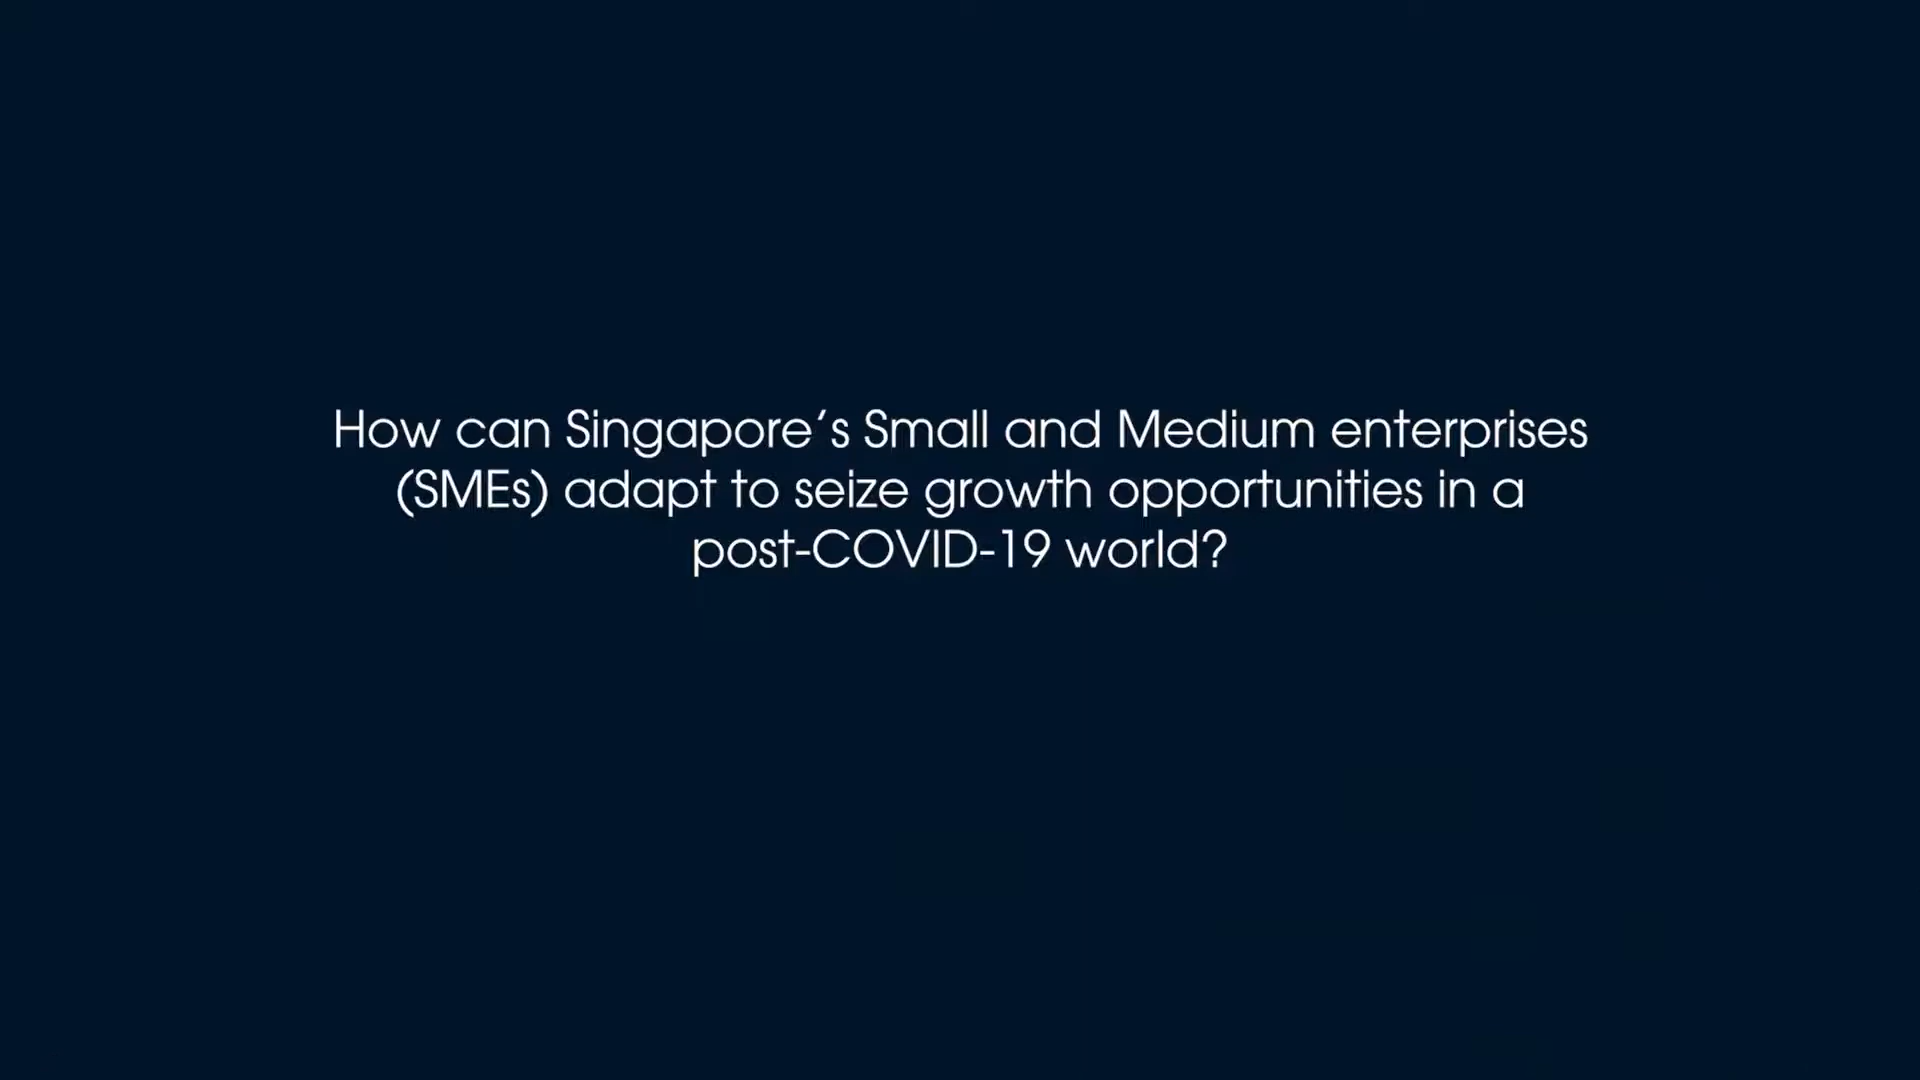 How can Singapore‘s Small and Medium enterprises
(SMEs) adapt to seize growth opportunities in a
post-COVID-19 world?